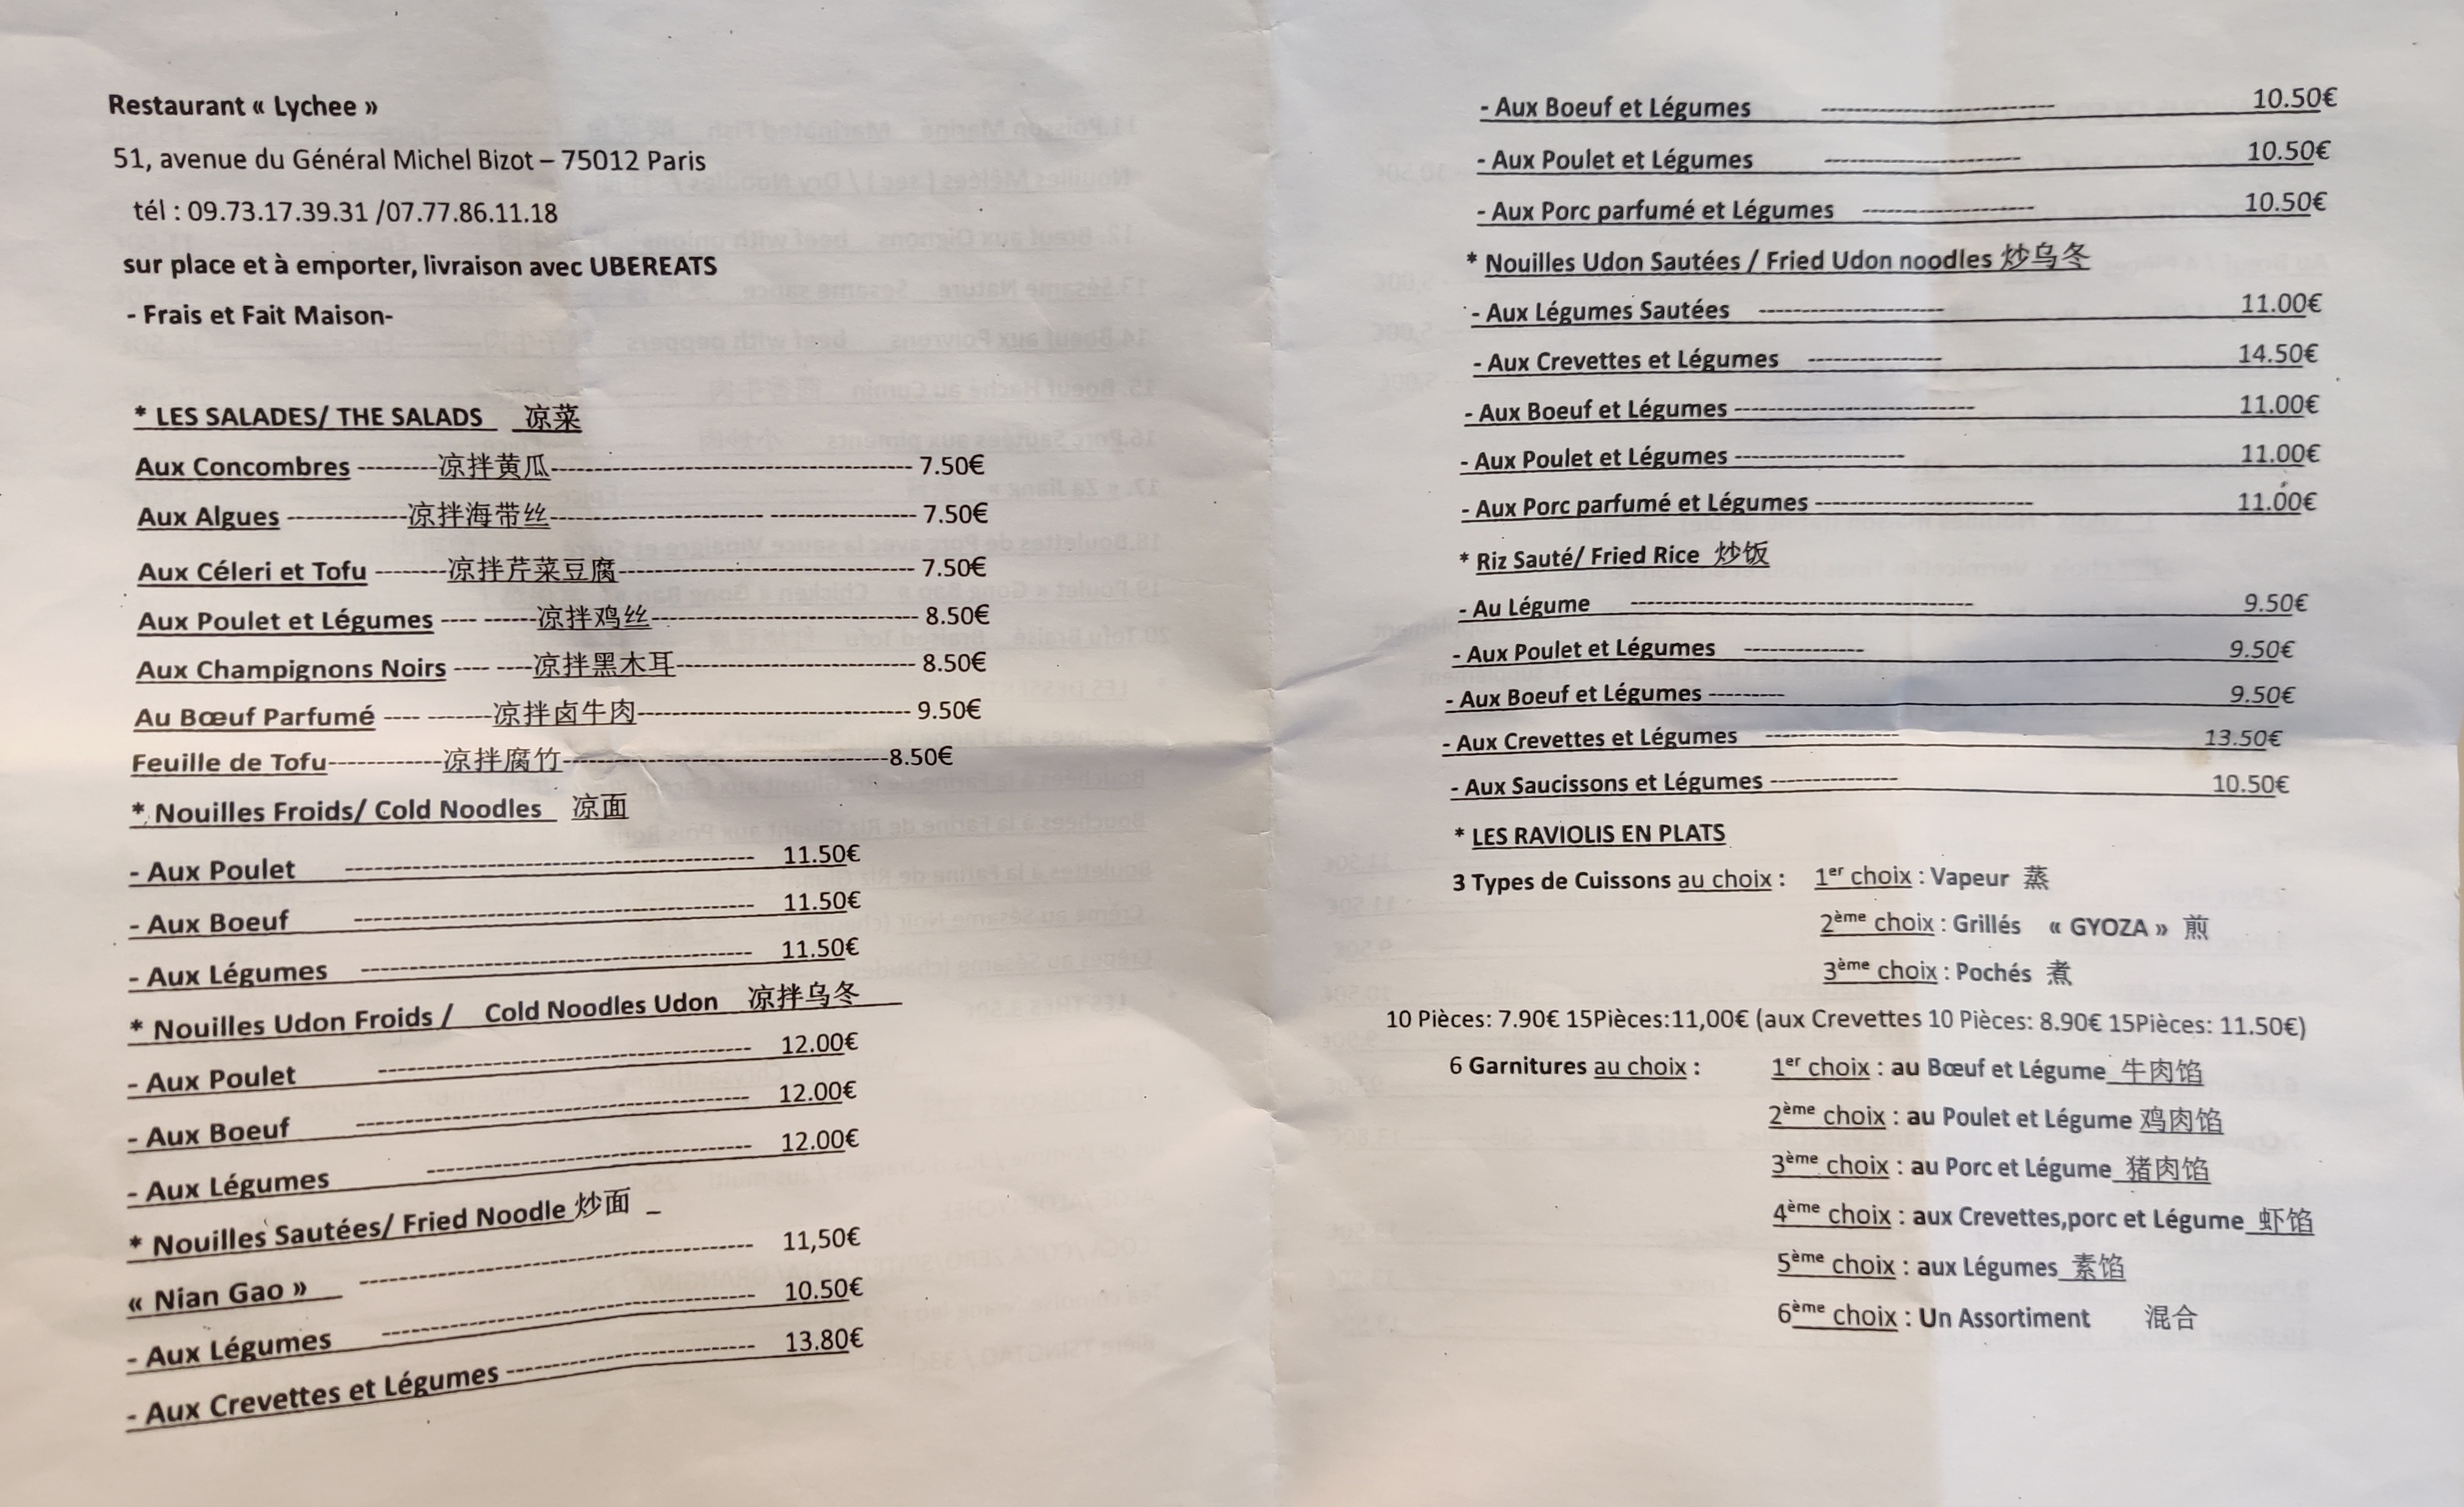 Restaurant « Lychee »
51, avenue du Général Michel Bizot – 75012 Paris
tél : 09.73.17.39.31 /07.77.86.11.18
sur place et à emporter, livraison avec UBEREATS
- Frais et Fait Maison-
* LES SALADES/ THE SALADS 凉菜
Aux Concombres ---------凉拌黄瓜----------------------------------------- 7.50€
Aux Algues -------------凉拌海带丝------------------------ ---------------- 7.50€
Aux Céleri et Tofu --------凉拌芹菜豆腐--------------------------------- 7.50€
Aux Poulet et Légumes ---- ------凉拌鸡丝------------------------------ 8.50€
Aux Champignons Noirs ---- ----凉拌黑木耳--------------------------- 8.50€
Au Bœuf Parfumé ---- -------凉拌卤牛肉------------------------------- 9.50€
Feuille de Tofu-------------凉拌腐竹-------------------------------------8.50€
* Nouilles Froids/ Cold Noodles 凉面
- Aux Poulet ----------------------------------------------- 11.50€
- Aux Boeuf ---------------------------------------------- 11.50€
- Aux Légumes --------------------------------------------- 11.50€
* Nouilles Udon Froids / Cold Noodles Udon 凉拌乌冬
- Aux Poulet ------------------------------------------- 12.00€
- Aux Boeuf --------------------------------------------- 12.00€
- Aux Légumes ------------------------------------- 12.00€
* Nouilles Sautées/ Fried Noodle 炒面 _
« Nian Gao » --------------------------------------------- 11,50€
- Aux Légumes ------------------------------------------- 10.50€
- Aux Crevettes et Légumes ---------------------------- 13.80€
- Aux Boeuf et Légumes -------------------------- 10.50€
- Aux Poulet et Légumes ---------------------- 10.50€
- Aux Porc parfumé et Légumes ------------------- 10.50€
* Nouilles Udon Sautées / Fried Udon noodles 炒乌冬
- Aux Légumes Sautées --------------------- 11.00€
- Aux Crevettes et Légumes --------------- 14.50€
- Aux Boeuf et Légumes --------------------------- 11.00€
- Aux Poulet et Légumes ------------------- 11.00€
- Aux Porc parfumé et Légumes ------------------------- 11.00€
* Riz Sauté/ Fried Rice 炒饭
- Au Légume --------------------------------------- 9.50€
- Aux Poulet et Légumes -------------- 9.50€
- Aux Boeuf et Légumes --------- 9.50€
- Aux Crevettes et Légumes --------------- 13.50€
- Aux Saucissons et Légumes --------------- 10.50€
* LES RAVIOLIS EN PLATS
3 Types de Cuissons au choix : 1er choix : Vapeur 蒸
2ème choix : Grillés « GYOZA » 煎
3ème choix : Pochés 煮
10 Pièces: 7.90€ 15Pièces:11,00€ (aux Crevettes 10 Pièces: 8.90€ 15Pièces: 11.50€)
6 Garnitures au choix : 1er choix : au Bœuf et Légume 牛肉馅
2ème choix : au Poulet et Légume 鸡肉馅
3ème choix : au Porc et Légume 猪肉馅
4ème choix : aux Crevettes,porc et Légume 虾馅
5ème choix : aux Légumes 素馅
6ème choix : Un Assortiment 混合